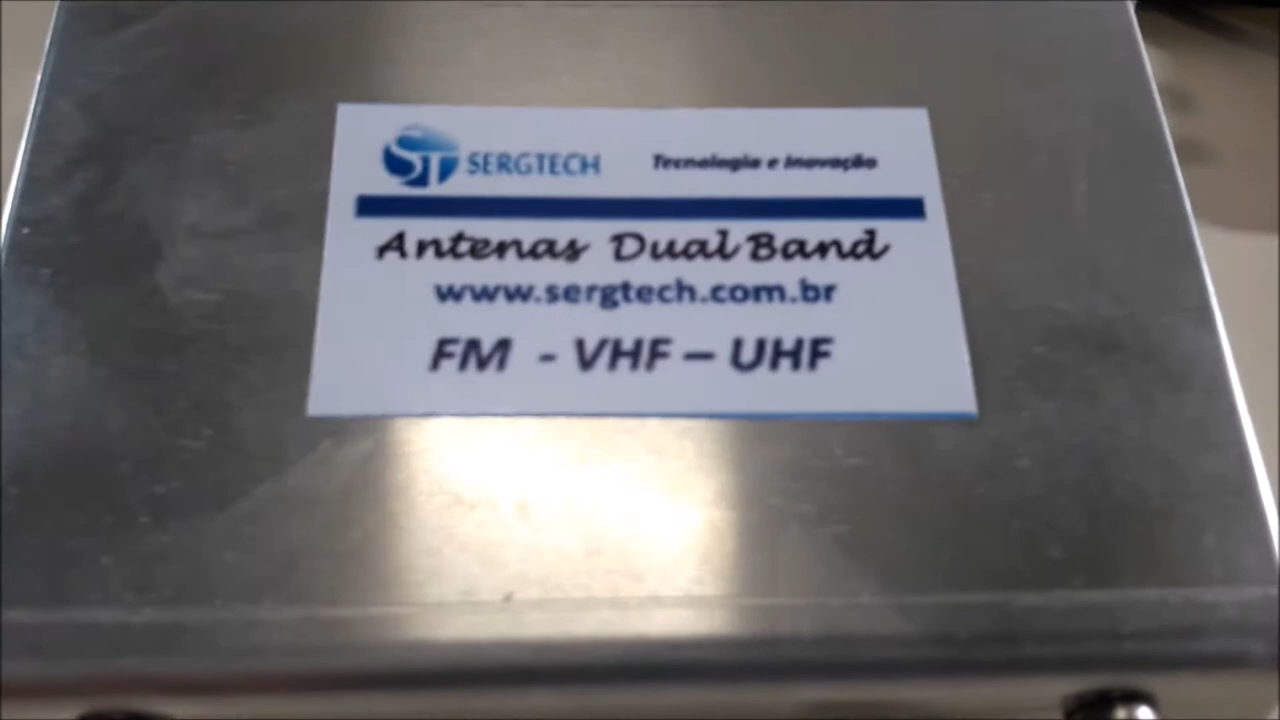 ST SERGTECH Tecnologia e Inovação
Antenas Dual Band
www.sergtech.com.br
FM - VHF – UHF